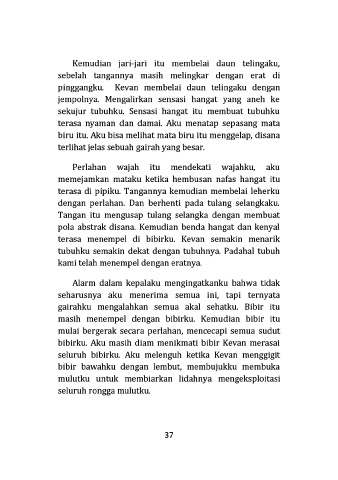 Kemudian jari-jari itu membelai daun telingaku,
sebelah tangannya masih melingkar dengan erat di
pinggangku. Kevan membelai daun telingaku dengan
jempolnya. Mengalirkan sensasi hangat yang aneh ke
sekujur tubuhku. Sensasi hangat itu membuat tubuhku
terasa nyaman dan damai. Aku menatap sepasang mata
biru itu. Aku bisa melihat mata biru itu menggelap, disana
terlihat jelas sebuah gairah yang besar.
Perlahan wajah itu mendekati wajahku, aku
memejamkan mataku ketika hembusan nafas hangat itu
terasa di pipiku. Tangannya kemudian membelai leherku
dengan perlahan. Dan berhenti pada tulang selangkaku.
Tangan itu mengusap tulang selangka dengan membuat
pola abstrak disana. Kemudian benda hangat dan kenyal
terasa menempel di bibirku. Kevan semakin menarik
tubuhku semakin dekat dengan tubuhnya. Padahal tubuh
kami telah menempel dengan eratnya.
Alarm dalam kepalaku mengingatkanku bahwa tidak
seharusnya aku menerima semua ini, tapi ternyata
gairahku mengalahkan semua akal sehatku. Bibir itu
masih menempel dengan bibirku. Kemudian bibir itu
mulai bergerak secara perlahan, mencecapi semua sudut
bibirku. Aku masih diam menikmati bibir Kevan merasai
seluruh bibirku. Aku melenguh ketika Kevan menggigit
bibir bawahku dengan lembut, membujukku membuka
mulutku untuk membiarkan lidahnya mengeksploitasi
seluruh rongga mulutku.
37